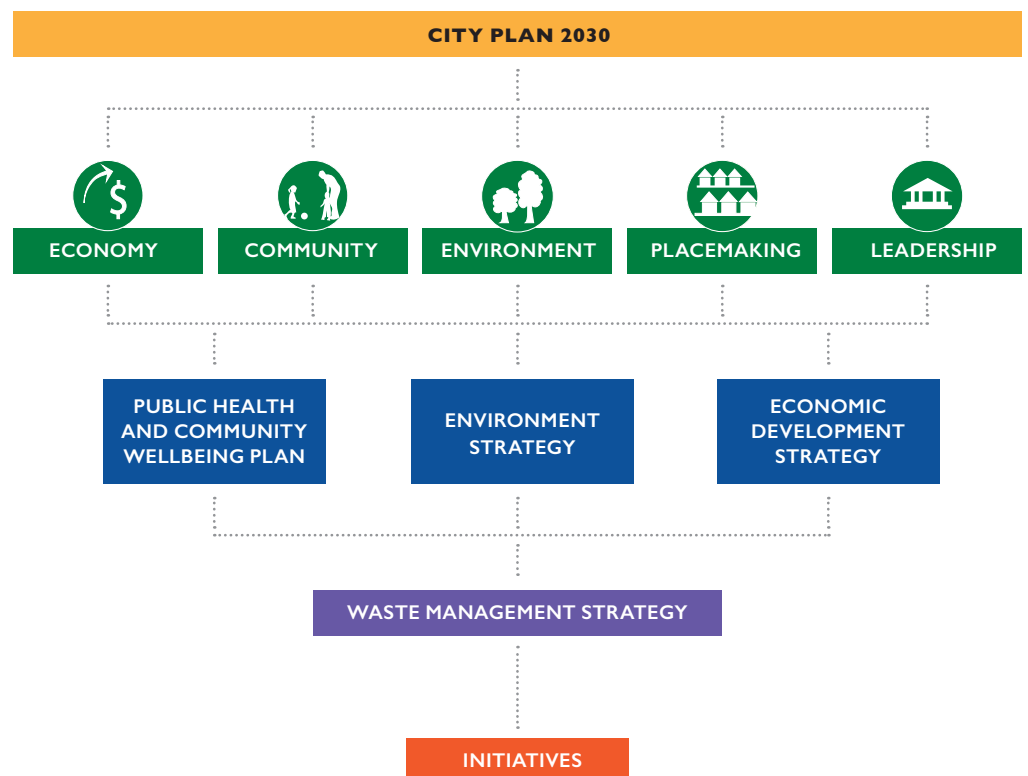 CITY PLAN 2030
$
ECONOMY
COMMUNITY
ENVIRONMENT
PLACEMAKING
LEADERSHIP
PUBLIC HEALTH
AND COMMUNITY
WELLBEING PLAN
ENVIRONMENT
STRATEGY
ECONOMIC
DEVELOPMENT
STRATEGY
WASTE MANAGEMENT STRATEGY
INITIATIVES